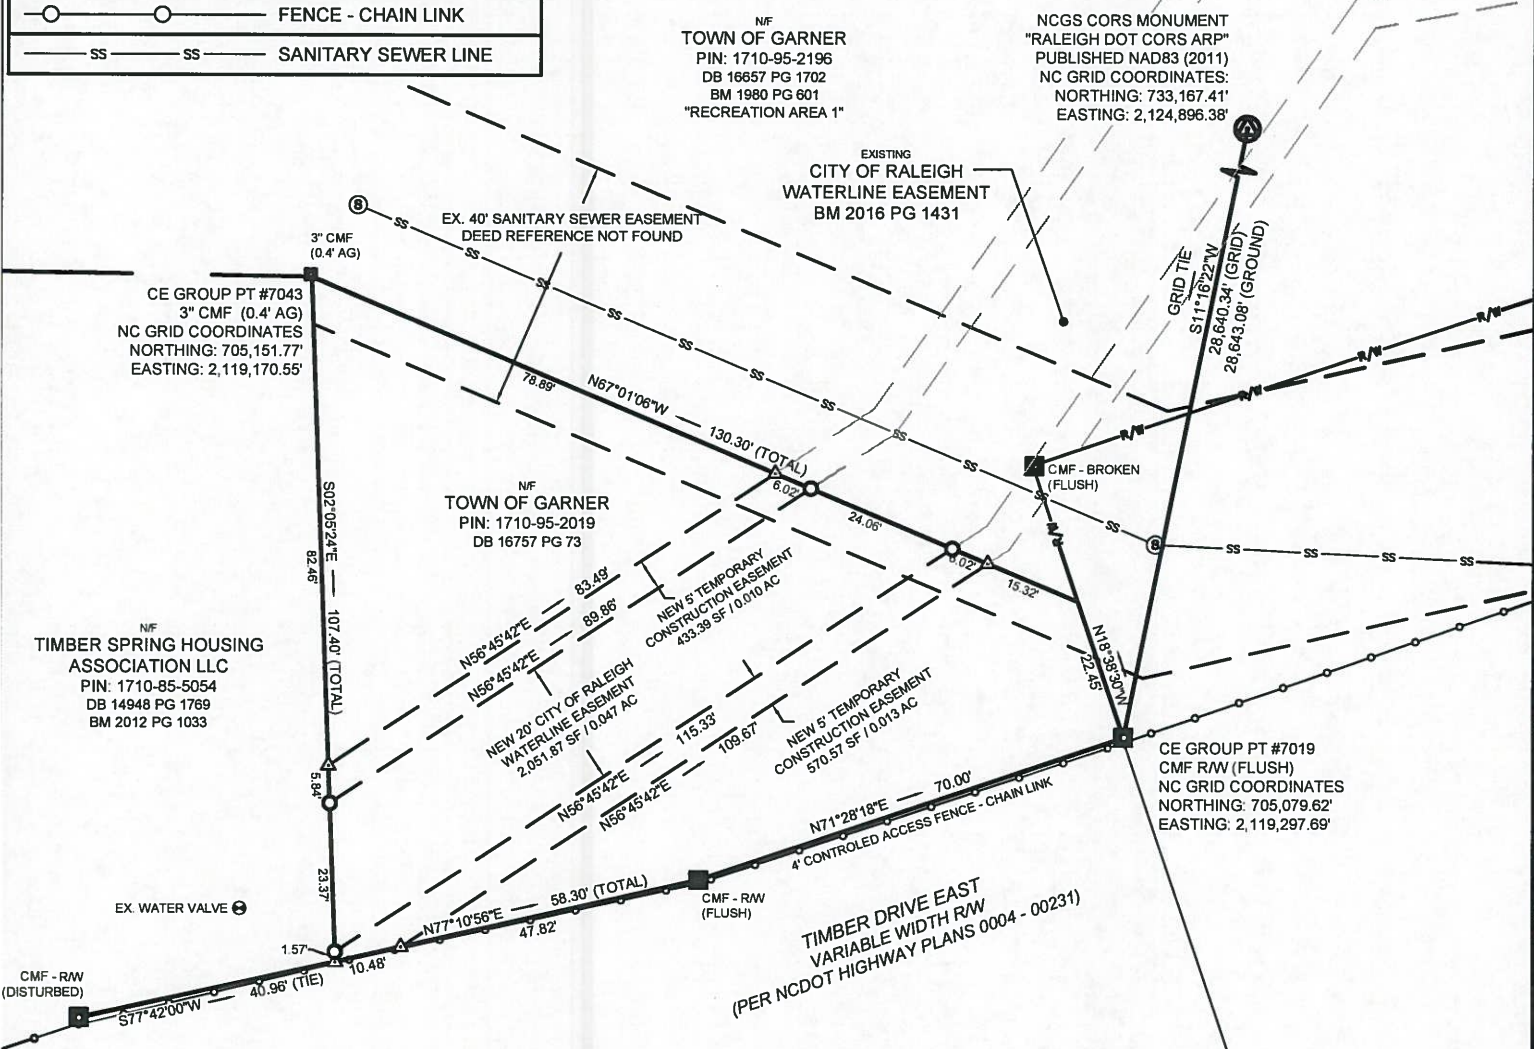 FENCE - CHAIN LINK
SS SS SANITARY SEWER LINE
N/F
TOWN OF GARNER
PIN: 1710-95-2196
DB 16657 PG 1702
BM 1980 PG 601
"RECREATION AREA 1"
NCGS CORS MONUMENT
"RALEIGH DOT CORS ARP"
PUBLISHED NAD83 (2011)
NC GRID COORDINATES:
NORTHING: 733,167.41'
EASTING: 2,124,896.38'
EXISTING
CITY OF RALEIGH
WATERLINE EASEMENT
BM 2016 PG 1431
EX. 40' SANITARY SEWER EASEMENT
DEED REFERENCE NOT FOUND
S
SS
SS
SS
SS
SS
SS
SS
SS
SS
S
SS
SS
SS
SS
3" CMF
(0.4' AG)
CE GROUP PT #7043
3" CMF (0.4' AG)
NC GRID COORDINATES
NORTHING: 705,151.77'
EASTING: 2,119,170.55'
GRID TIE
S11°16'22"W
28,640.34' (GRID)
28,643.08' (GROUND)
R/W
R/W
R/W
R/W
R/W
CMF - BROKEN
(FLUSH)
N67°01'06"W
130.30' (TOTAL)
78.89'
6.02'
24.06'
6.02'
15.32'
N/F
TOWN OF GARNER
PIN: 1710-95-2019
DB 16757 PG 73
S02°05'24"E
107.40' (TOTAL)
82.46'
5.84'
23.37'
1.57'
N/F
TIMBER SPRING HOUSING
ASSOCIATION LLC
PIN: 1710-85-5054
DB 14948 PG 1769
BM 2012 PG 1033
N56°45'42"E 83.49'
N56°45'42"E 89.86'
NEW 5' TEMPORARY
CONSTRUCTION EASEMENT
433.39 SF / 0.010 AC
NEW 20' CITY OF RALEIGH
WATERLINE EASEMENT
2,051.87 SF / 0.047 AC
N56°45'42"E 115.33'
N56°45'42"E 109.67'
NEW 5' TEMPORARY
CONSTRUCTION EASEMENT
570.57 SF / 0.013 AC
N18°38'30"W
22.45'
CE GROUP PT #7019
CMF R/W (FLUSH)
NC GRID COORDINATES
NORTHING: 705,079.62'
EASTING: 2,119,297.69'
N71°28'18"E 70.00'
4' CONTROLED ACCESS FENCE - CHAIN LINK
CMF - R/W
(FLUSH)
N77°10'56"E 58.30' (TOTAL)
47.82'
10.48'
EX. WATER VALVE
CMF - R/W
(DISTURBED)
S77°42'00"W 40.96' (TIE)
TIMBER DRIVE EAST
VARIABLE WIDTH R/W
(PER NCDOT HIGHWAY PLANS 0004 - 00231)